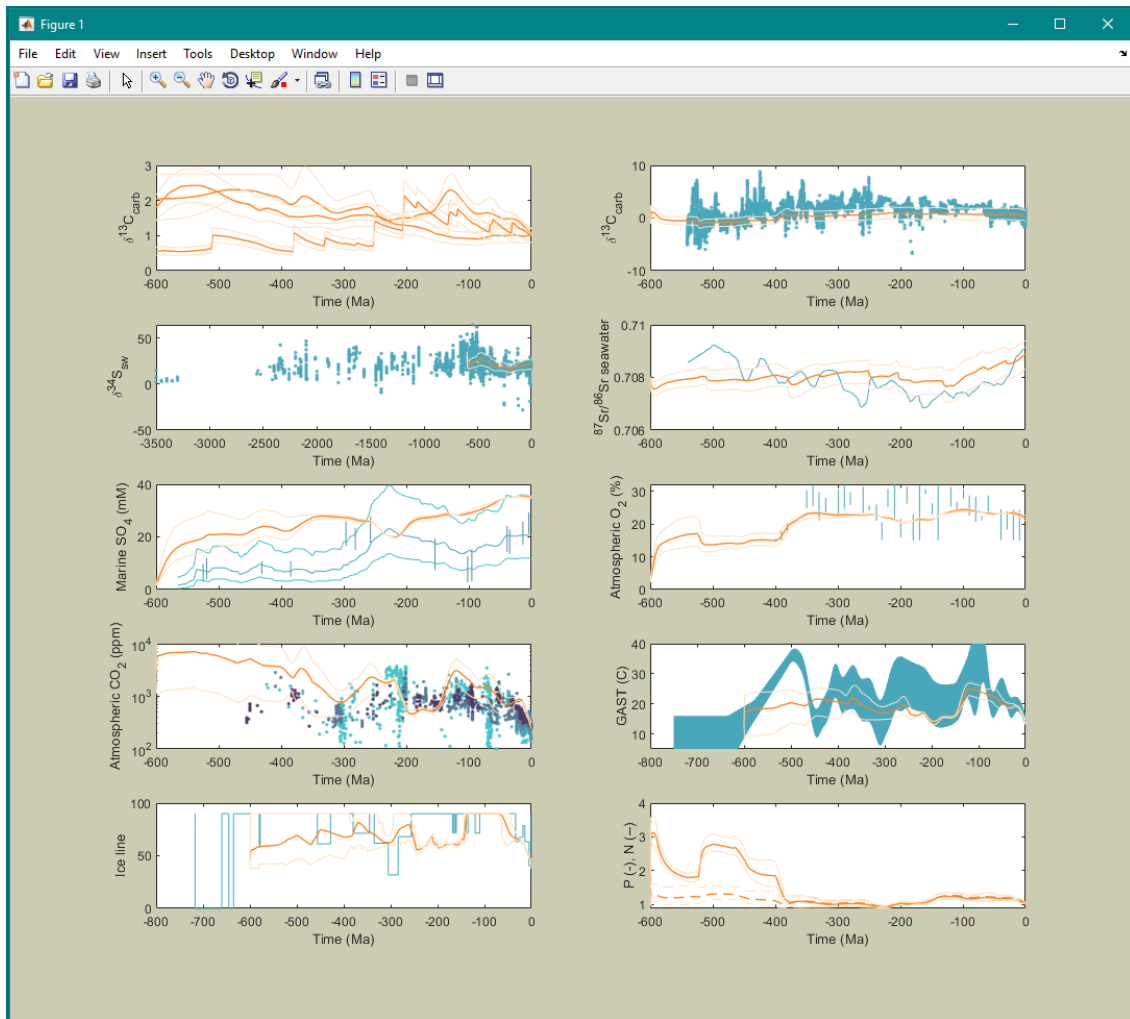 Figure 1
File Edit View Insert Tools Desktop Window Help
δ13Ccarb
3
2
1
0
-600 -500 -400 -300 -200 -100 0
Time (Ma)
δ13Ccarb
10
0
-10
-600 -500 -400 -300 -200 -100 0
Time (Ma)
δ34Ssw
50
0
-50
-3500 -3000 -2500 -2000 -1500 -1000 -500 0
Time (Ma)
87Sr/86Sr seawater
0.71
0.708
0.706
-600 -500 -400 -300 -200 -100 0
Time (Ma)
Marine SO4 (mM)
40
20
0
-600 -500 -400 -300 -200 -100 0
Time (Ma)
Atmospheric O2 (%)
30
20
10
0
-600 -500 -400 -300 -200 -100 0
Time (Ma)
Atmospheric CO2 (ppm)
104
103
102
-600 -500 -400 -300 -200 -100 0
Time (Ma)
GAST (C)
40
30
20
10
-800 -700 -600 -500 -400 -300 -200 -100 0
Time (Ma)
Ice line
100
50
0
-800 -700 -600 -500 -400 -300 -200 -100 0
Time (Ma)
P (-), N (--)
4
3
2
1
-600 -500 -400 -300 -200 -100 0
Time (Ma)